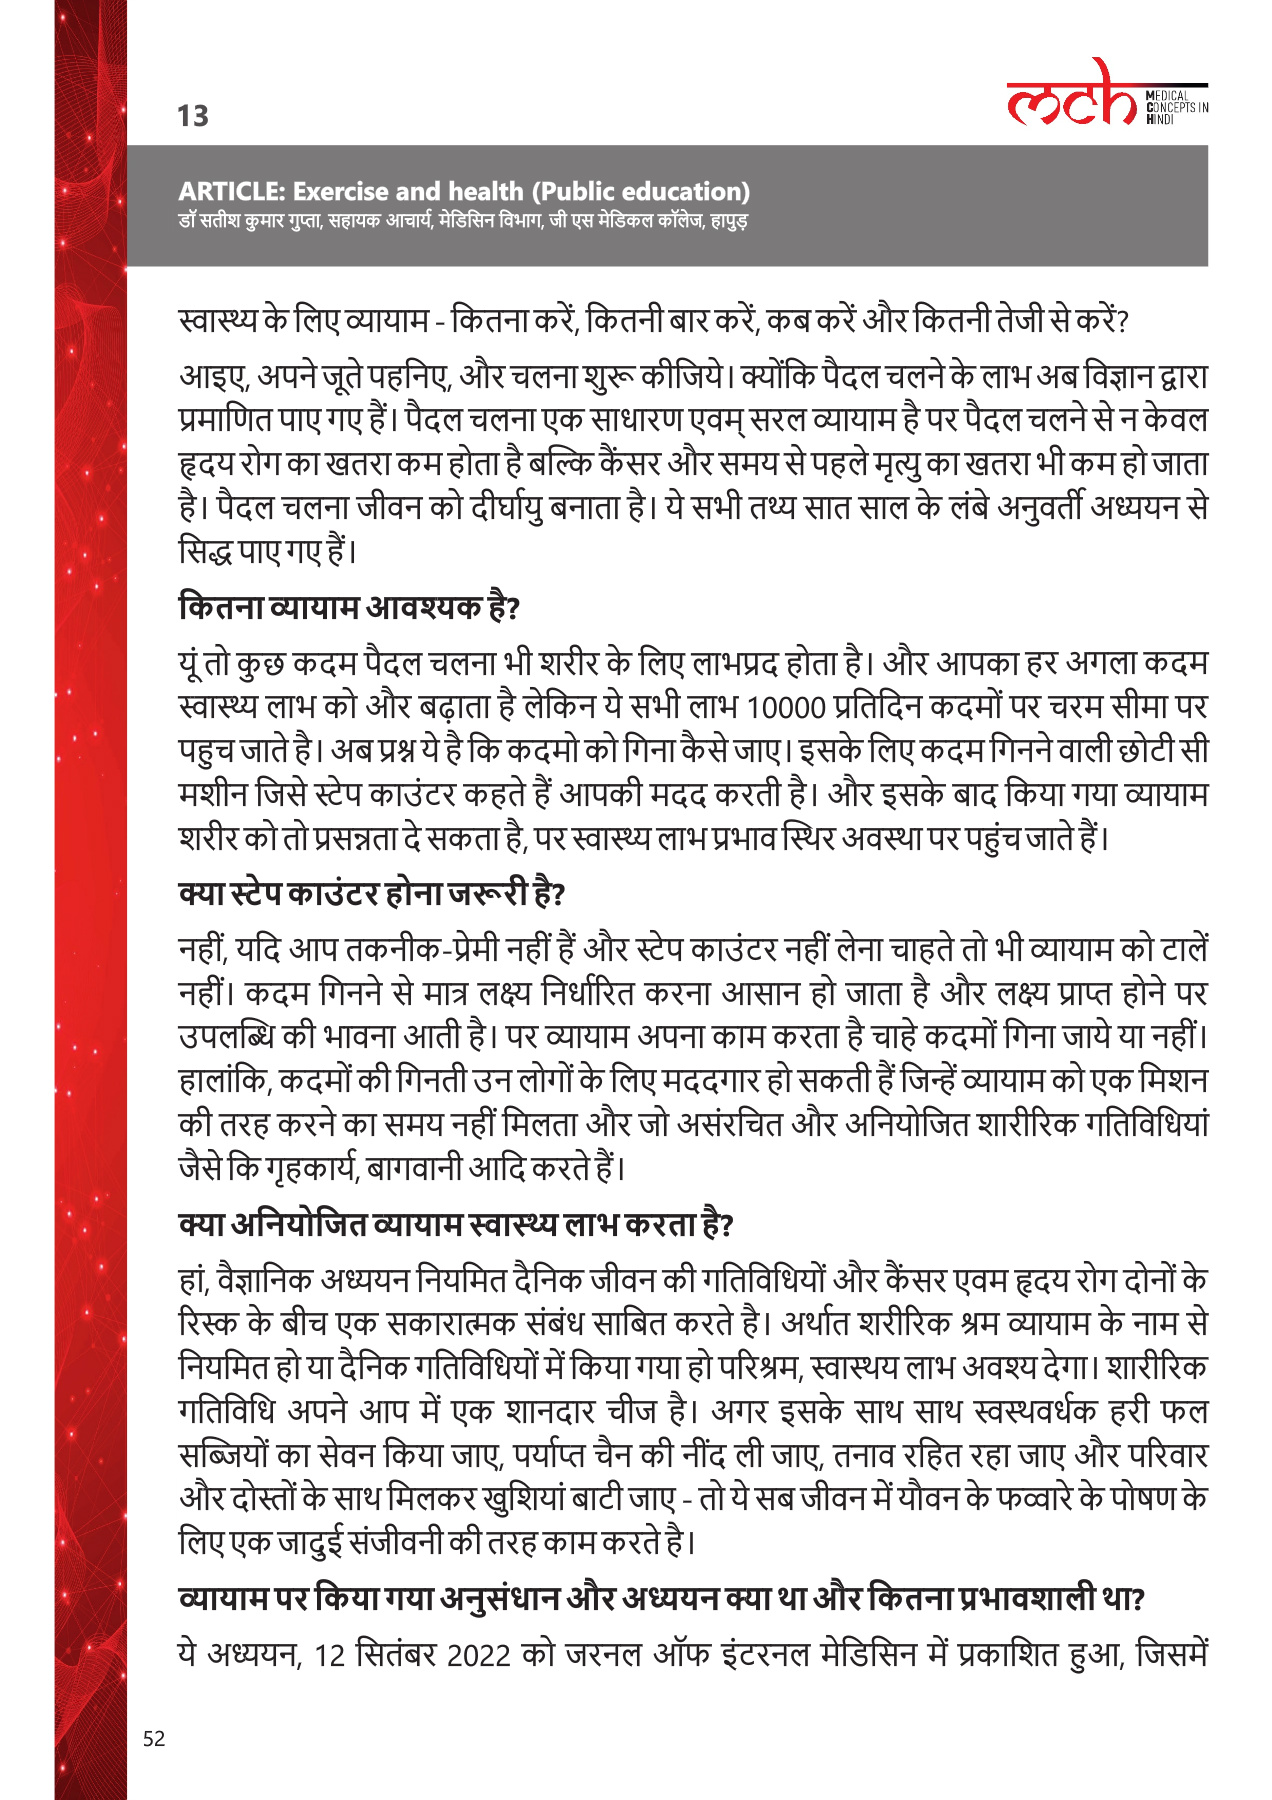 13
mch
MEDICAL
CONCEPTS IN
HINDI
ARTICLE: Exercise and health (Public education)
डॉ सतीश कुमार गुप्ता, सहायक आचार्य, मेडिसिन विभाग, जी एस मेडिकल कॉलेज, हापुड़
स्वास्थ्य के लिए व्यायाम - कितना करें, कितनी बार करें, कब करें और कितनी तेजी से करें?
आइए, अपने जूते पहनिए, और चलना शुरू कीजिये। क्योंकि पैदल चलने के लाभ अब विज्ञान द्वारा
प्रमाणित पाए गए हैं। पैदल चलना एक साधारण एवम् सरल व्यायाम है पर पैदल चलने से न केवल
हृदय रोग का खतरा कम होता है बल्कि कैंसर और समय से पहले मृत्यु का खतरा भी कम हो जाता
है। पैदल चलना जीवन को दीर्घायु बनाता है। ये सभी तथ्य सात साल के लंबे अनुवर्ती अध्ययन से
सिद्ध पाए गए हैं।
कितना व्यायाम आवश्यक है?
यूं तो कुछ कदम पैदल चलना भी शरीर के लिए लाभप्रद होता है। और आपका हर अगला कदम
स्वास्थ्य लाभ को और बढ़ाता है लेकिन ये सभी लाभ 10000 प्रतिदिन कदमों पर चरम सीमा पर
पहुच जाते है। अब प्रश्न ये है कि कदमो को गिना कैसे जाए। इसके लिए कदम गिनने वाली छोटी सी
मशीन जिसे स्टेप काउंटर कहते हैं आपकी मदद करती है। और इसके बाद किया गया व्यायाम
शरीर को तो प्रसन्नता दे सकता है, पर स्वास्थ्य लाभ प्रभाव स्थिर अवस्था पर पहुंच जाते हैं।
क्या स्टेप काउंटर होना जरूरी है?
नहीं, यदि आप तकनीक-प्रेमी नहीं हैं और स्टेप काउंटर नहीं लेना चाहते तो भी व्यायाम को टालें
नहीं। कदम गिनने से मात्र लक्ष्य निर्धारित करना आसान हो जाता है और लक्ष्य प्राप्त होने पर
उपलब्धि की भावना आती है। पर व्यायाम अपना काम करता है चाहे कदमों गिना जाये या नहीं।
हालांकि, कदमों की गिनती उन लोगों के लिए मददगार हो सकती हैं जिन्हें व्यायाम को एक मिशन
की तरह करने का समय नहीं मिलता और जो असंरचित और अनियोजित शारीरिक गतिविधियां
जैसे कि गृहकार्य, बागवानी आदि करते हैं।
क्या अनियोजित व्यायाम स्वास्थ्य लाभ करता है?
हां, वैज्ञानिक अध्ययन नियमित दैनिक जीवन की गतिविधियों और कैंसर एवम हृदय रोग दोनों के
रिस्क के बीच एक सकारात्मक संबंध साबित करते है। अर्थात शरीरिक श्रम व्यायाम के नाम से
नियमित हो या दैनिक गतिविधियों में किया गया हो परिश्रम, स्वास्थय लाभ अवश्य देगा। शारीरिक
गतिविधि अपने आप में एक शानदार चीज है। अगर इसके साथ साथ स्वस्थवर्धक हरी फल
सब्जियों का सेवन किया जाए, पर्याप्त चैन की नींद ली जाए, तनाव रहित रहा जाए और परिवार
और दोस्तों के साथ मिलकर खुशियां बाटी जाए - तो ये सब जीवन में यौवन के फव्वारे के पोषण के
लिए एक जादुई संजीवनी की तरह काम करते है।
व्यायाम पर किया गया अनुसंधान और अध्ययन क्या था और कितना प्रभावशाली था?
ये अध्ययन, 12 सितंबर 2022 को जरनल ऑफ इंटरनल मेडिसिन में प्रकाशित हुआ, जिसमें
52